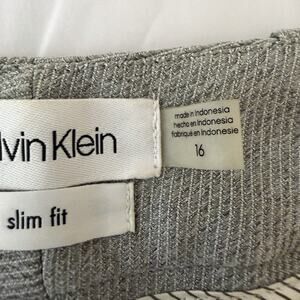 lvin Klein
slim fit
made in Indonesia
hecho en Indonesia
fabriqué en Indonésie
16